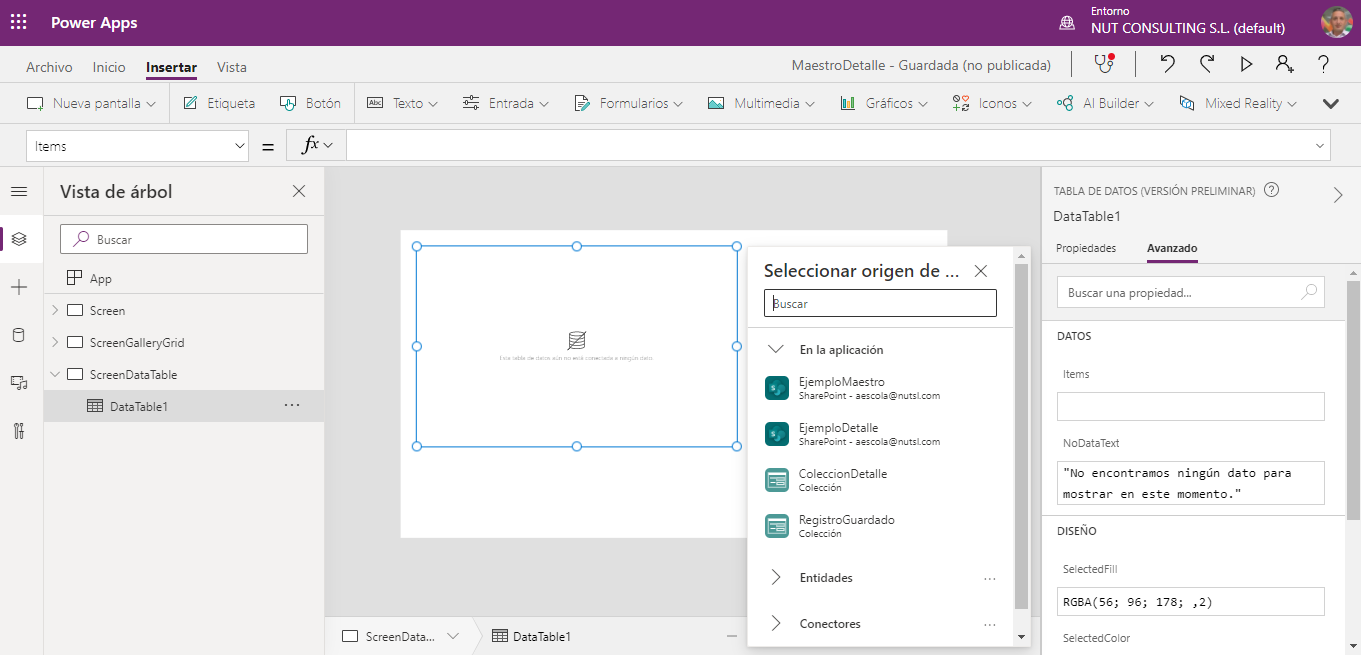 Power Apps
Entorno
NUT CONSULTING S.L. (default)
Archivo Inicio Insertar Vista
MaestroDetalle - Guardada (no publicada)
Nueva pantalla Etiqueta Botón Texto Entrada Formularios Multimedia Gráficos Iconos AI Builder Mixed Reality
Abc
Items = fx
Vista de árbol
Buscar
App
Screen
ScreenGalleryGrid
ScreenDataTable
DataTable1 ...
Esta tabla de datos aún no está conectada a ningún dato.
Seleccionar origen de ...
Buscar
En la aplicación
EjemploMaestro
SharePoint - aescola@nutsl.com
EjemploDetalle
SharePoint - aescola@nutsl.com
ColeccionDetalle
Colección
RegistroGuardado
Colección
Entidades ...
Conectores ...
ScreenData... DataTable1
TABLA DE DATOS (VERSIÓN PRELIMINAR) ?
DataTable1
Propiedades Avanzado
Buscar una propiedad...
DATOS
Items
NoDataText
"No encontramos ningún dato para
mostrar en este momento."
DISEÑO
SelectedFill
RGBA(56; 96; 178; ,2)
SelectedColor